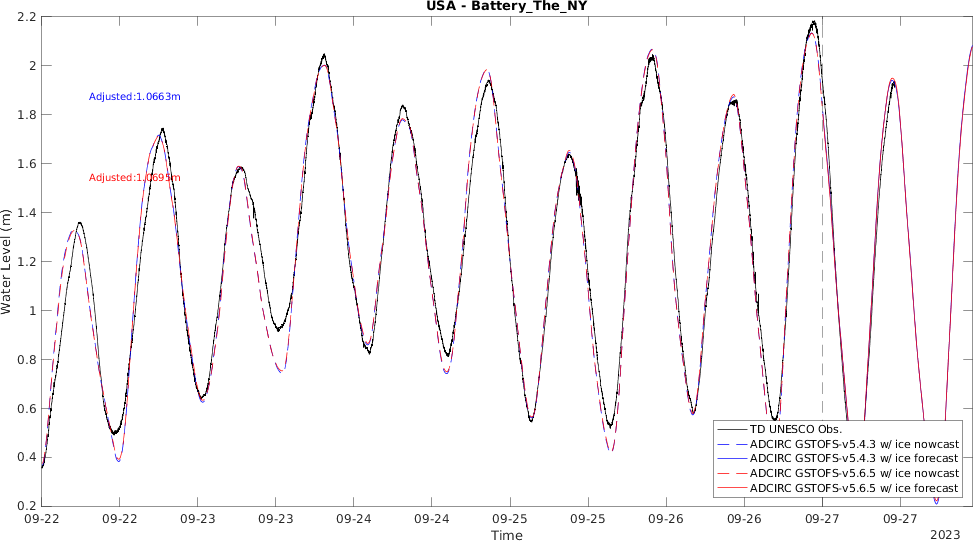 USA - Battery_The_NY
2.2
2
1.8
1.6
1.4
1.2
1
0.8
0.6
0.4
0.2
Water Level (m)
Adjusted:1.0663m
Adjusted:1.0695m
TD UNESCO Obs.
ADCIRC GSTOFS-v5.4.3 w/ ice nowcast
ADCIRC GSTOFS-v5.4.3 w/ ice forecast
ADCIRC GSTOFS-v5.6.5 w/ ice nowcast
ADCIRC GSTOFS-v5.6.5 w/ ice forecast
09-22 09-22 09-23 09-23 09-24 09-24 09-25 09-25 09-26 09-26 09-27 09-27
Time
2023